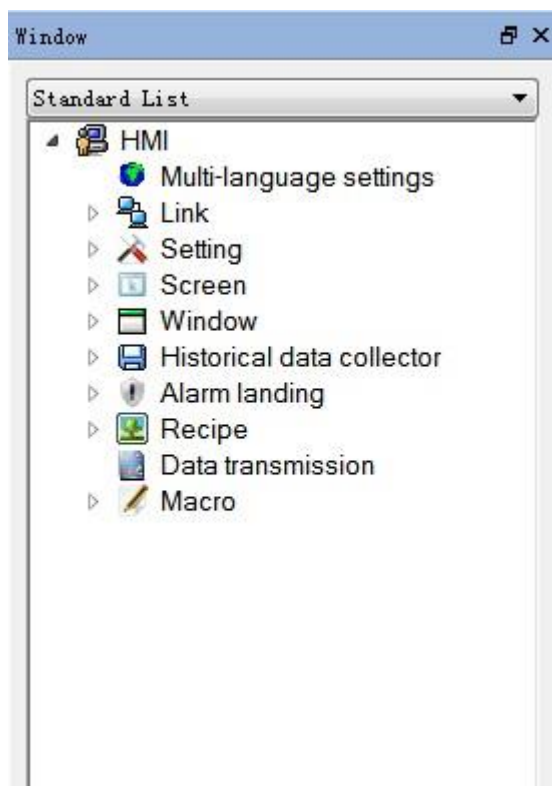 Window
Standard List
HMI
Multi-language settings
Link
Setting
Screen
Window
Historical data collector
Alarm landing
Recipe
Data transmission
Macro